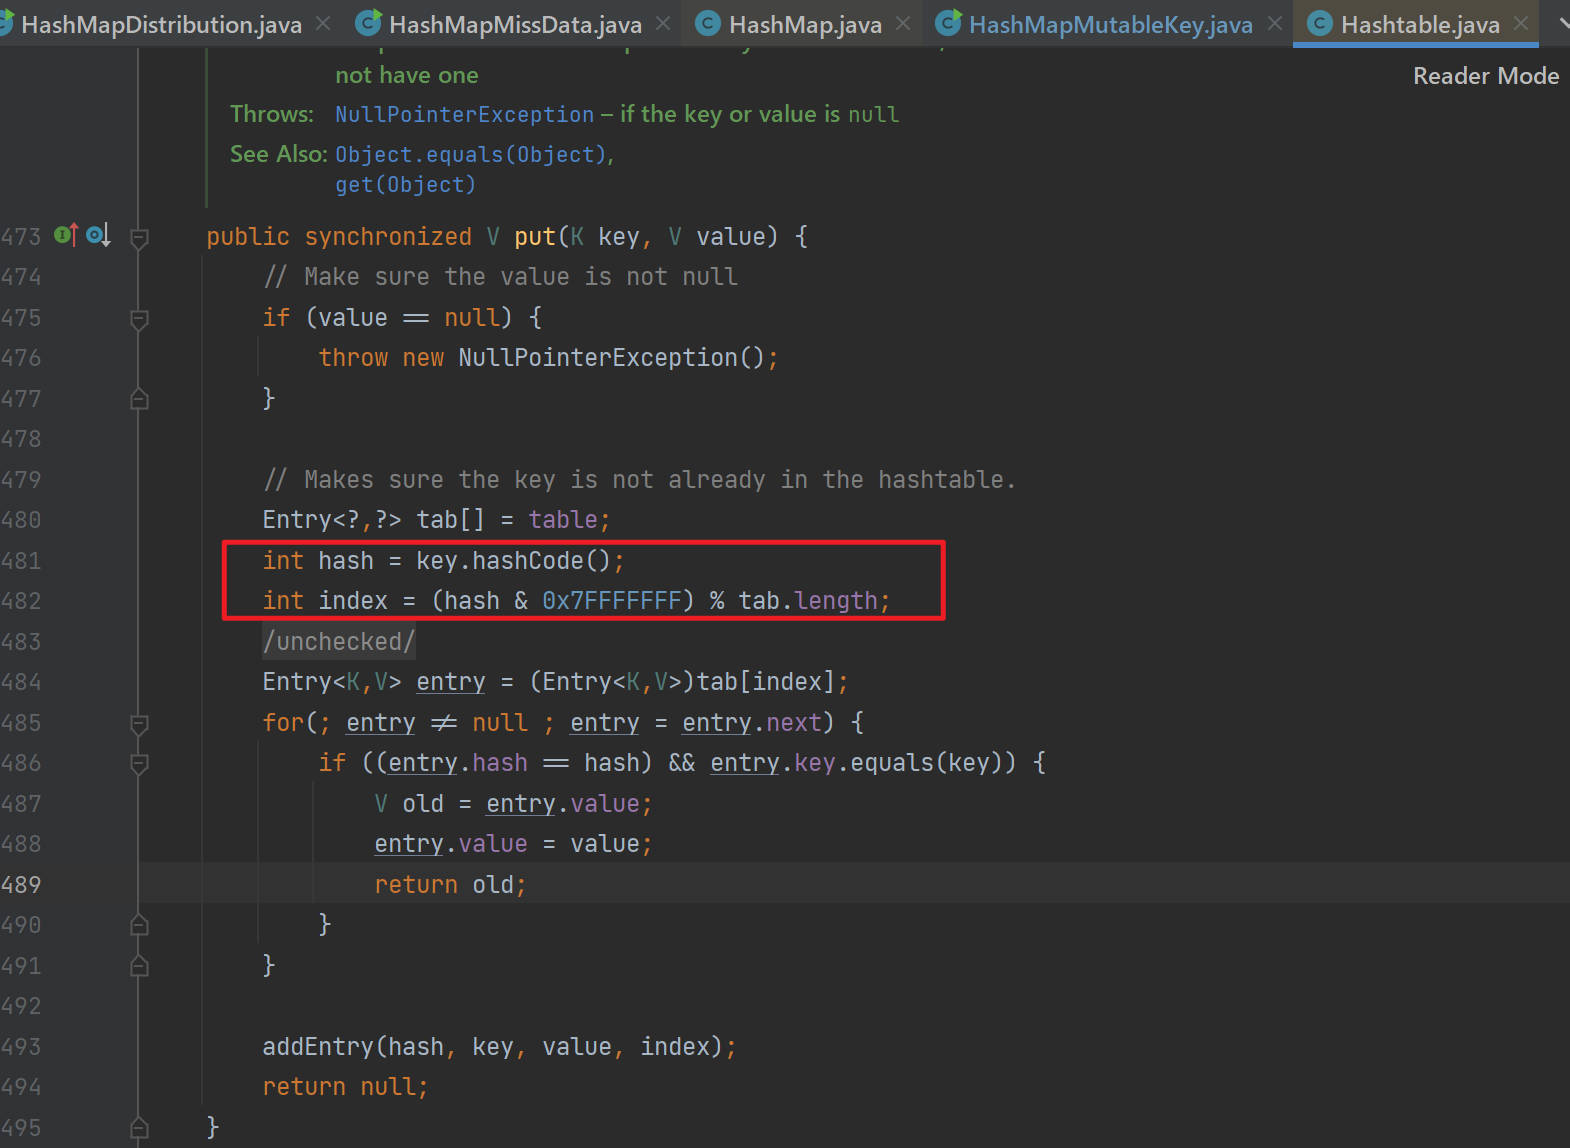 HashMapDistribution.java HashMapMissData.java HashMap.java HashMapMutableKey.java Hashtable.java
not have one
Reader Mode
Throws: NullPointerException – if the key or value is null
See Also: Object.equals(Object),
get(Object)
473 public synchronized V put(K key, V value) {
474 // Make sure the value is not null
475 if (value == null) {
476 throw new NullPointerException();
477 }
478
479 // Makes sure the key is not already in the hashtable.
480 Entry<?,?> tab[] = table;
481 int hash = key.hashCode();
482 int index = (hash & 0x7FFFFFFF) % tab.length;
483 /unchecked/
484 Entry<K,V> entry = (Entry<K,V>)tab[index];
485 for(; entry != null ; entry = entry.next) {
486 if ((entry.hash == hash) && entry.key.equals(key)) {
487 V old = entry.value;
488 entry.value = value;
489 return old;
490 }
491 }
492
493 addEntry(hash, key, value, index);
494 return null;
495 }